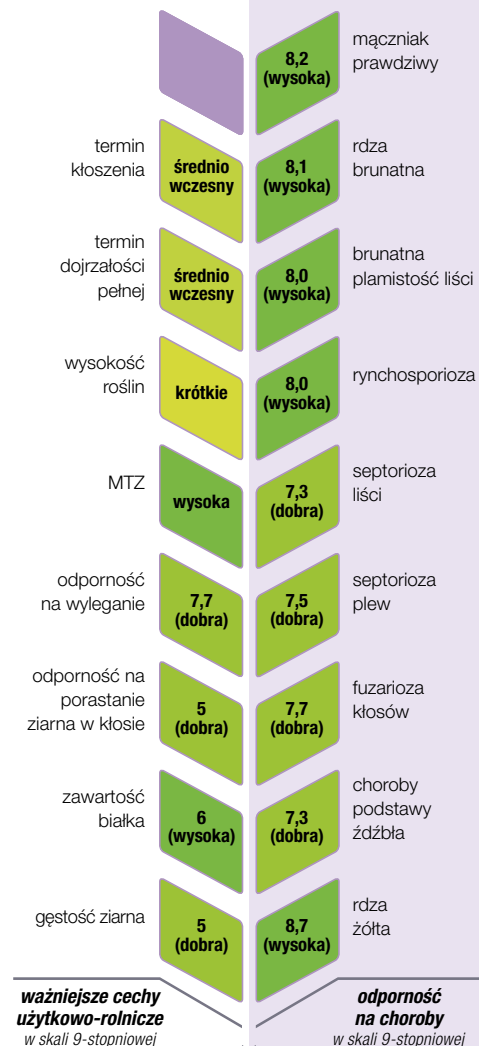 mączniak
prawdziwy
8,2
(wysoka)
termin
kłoszenia
średnio
wczesny
8,1
(wysoka)
rdza
brunatna
termin
dojrzałości
pełnej
średnio
wczesny
8,0
(wysoka)
brunatna
plamistość liści
wysokość
roślin
krótkie
8,0
(wysoka)
rynchosporioza
MTZ
wysoka
7,3
(dobra)
septorioza
liści
odporność
na wyleganie
7,7
(dobra)
7,5
(dobra)
septorioza
plew
odporność na
porastanie
ziarna w kłosie
5
(dobra)
7,7
(dobra)
fuzarioza
kłosów
zawartość
białka
6
(wysoka)
7,3
(dobra)
choroby
podstawy
źdźbła
gęstość ziarna
5
(dobra)
8,7
(wysoka)
rdza
żółta
ważniejsze cechy
użytkowo-rolnicze
w skali 9-stopniowej
odporność
na choroby
w skali 9-stopniowej